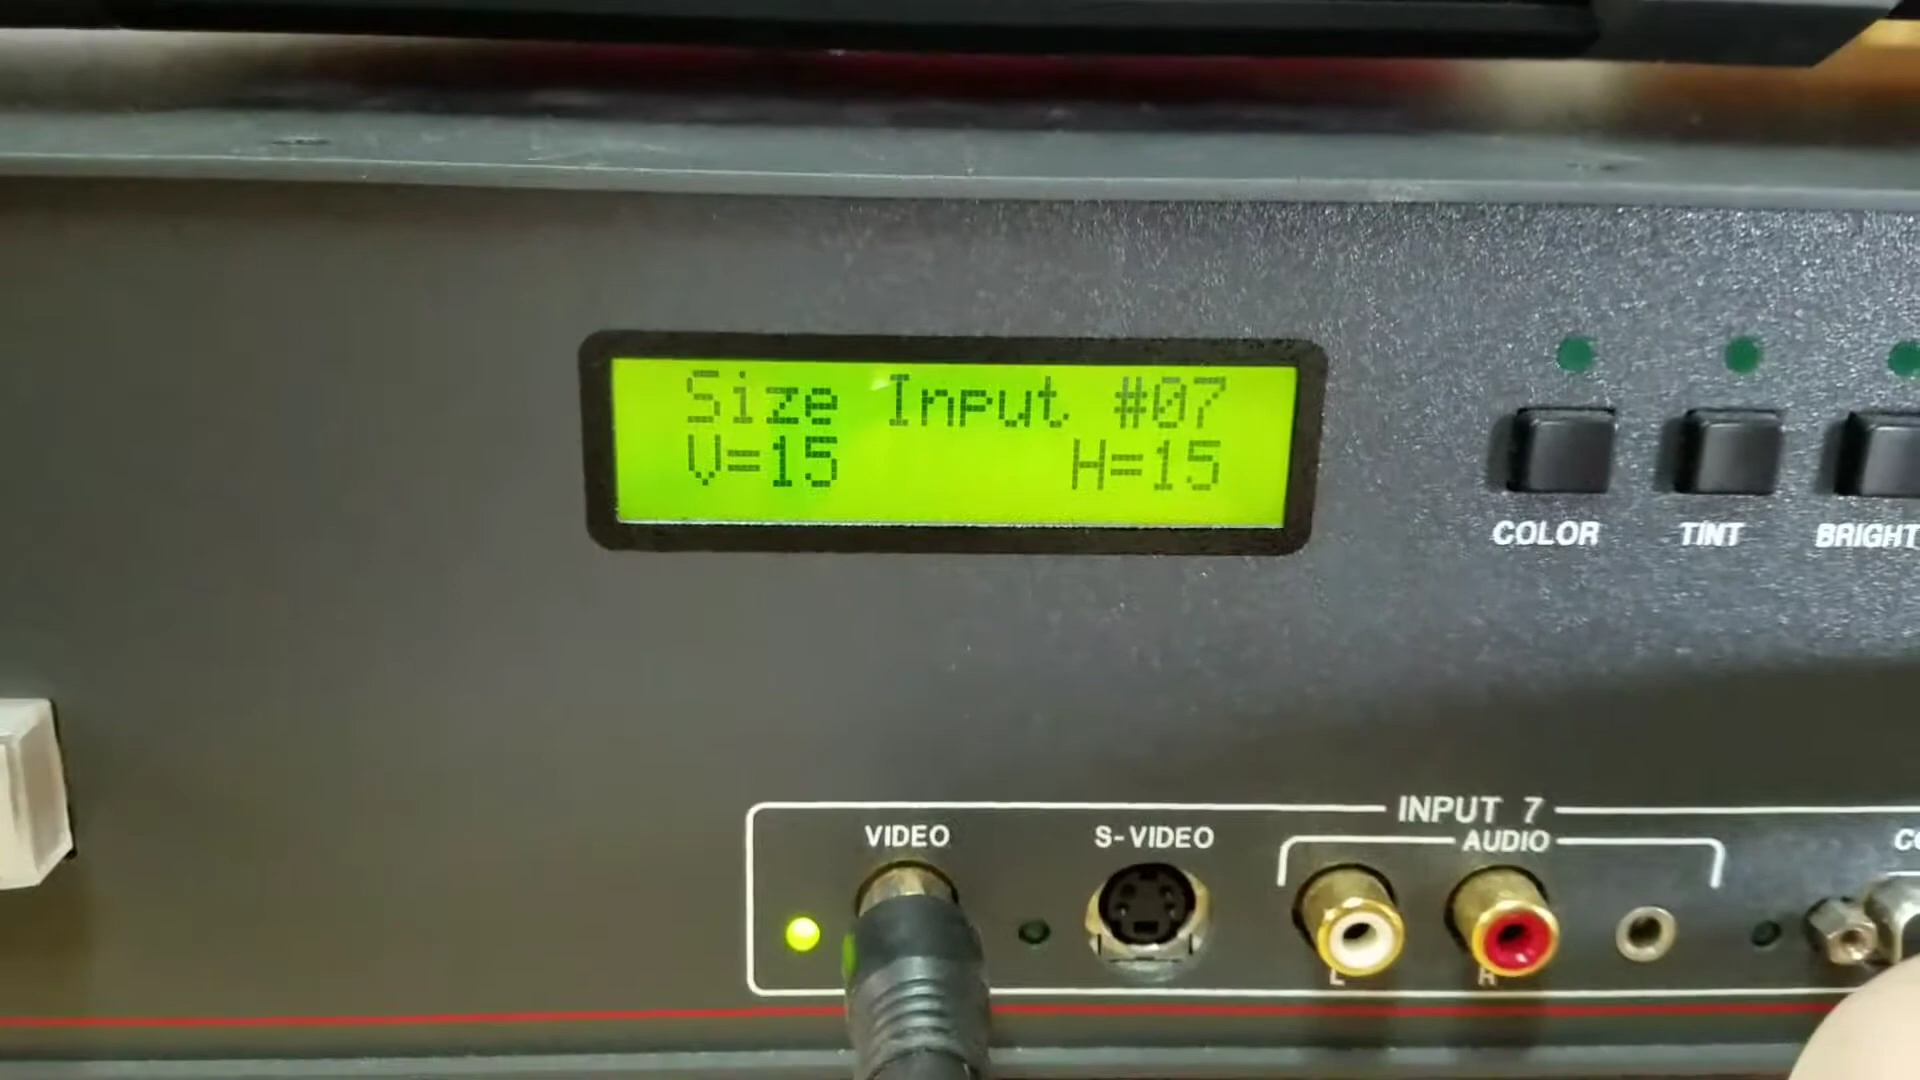 Size Input #07
V=15 H=15
COLOR TINT BRIGHT
INPUT 7
VIDEO S-VIDEO AUDIO
L R